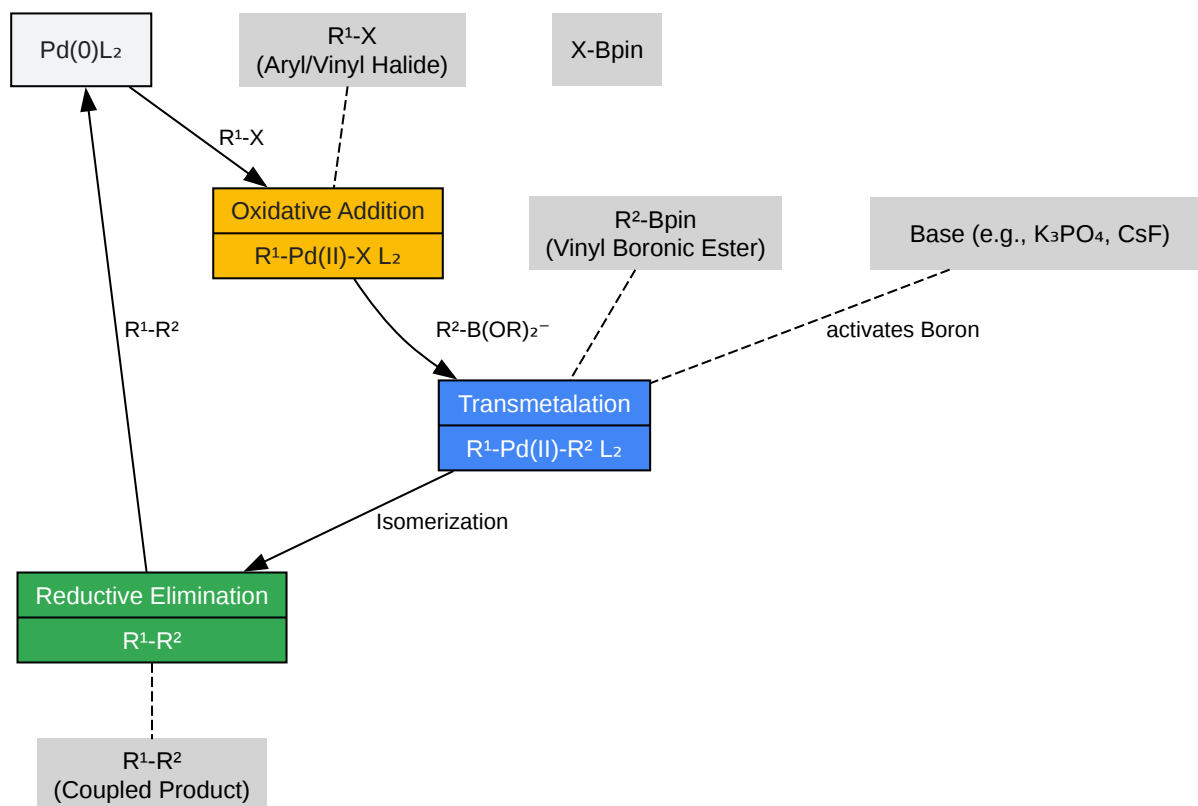 Pd(0)L₂
R¹-X
(Aryl/Vinyl Halide)
X-Bpin
R¹-X
Oxidative Addition
R¹-Pd(II)-X L₂
R²-Bpin
(Vinyl Boronic Ester)
Base (e.g., K₃PO₄, CsF)
R¹-R²
R²-B(OR)₂⁻
activates Boron
Transmetalation
R¹-Pd(II)-R² L₂
Isomerization
Reductive Elimination
R¹-R²
R¹-R²
(Coupled Product)